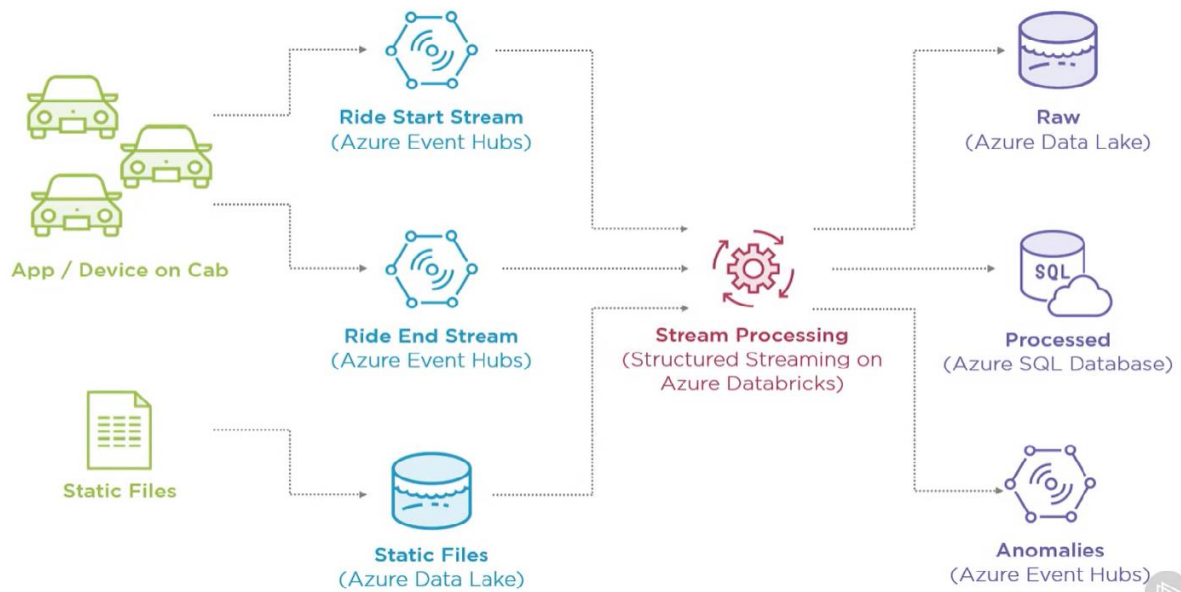 Ride Start Stream
(Azure Event Hubs)
Raw
(Azure Data Lake)
App / Device on Cab
SQL
Ride End Stream
(Azure Event Hubs)
Stream Processing
(Structured Streaming on
Azure Databricks)
Processed
(Azure SQL Database)
Static Files
Static Files
(Azure Data Lake)
Anomalies
(Azure Event Hubs)